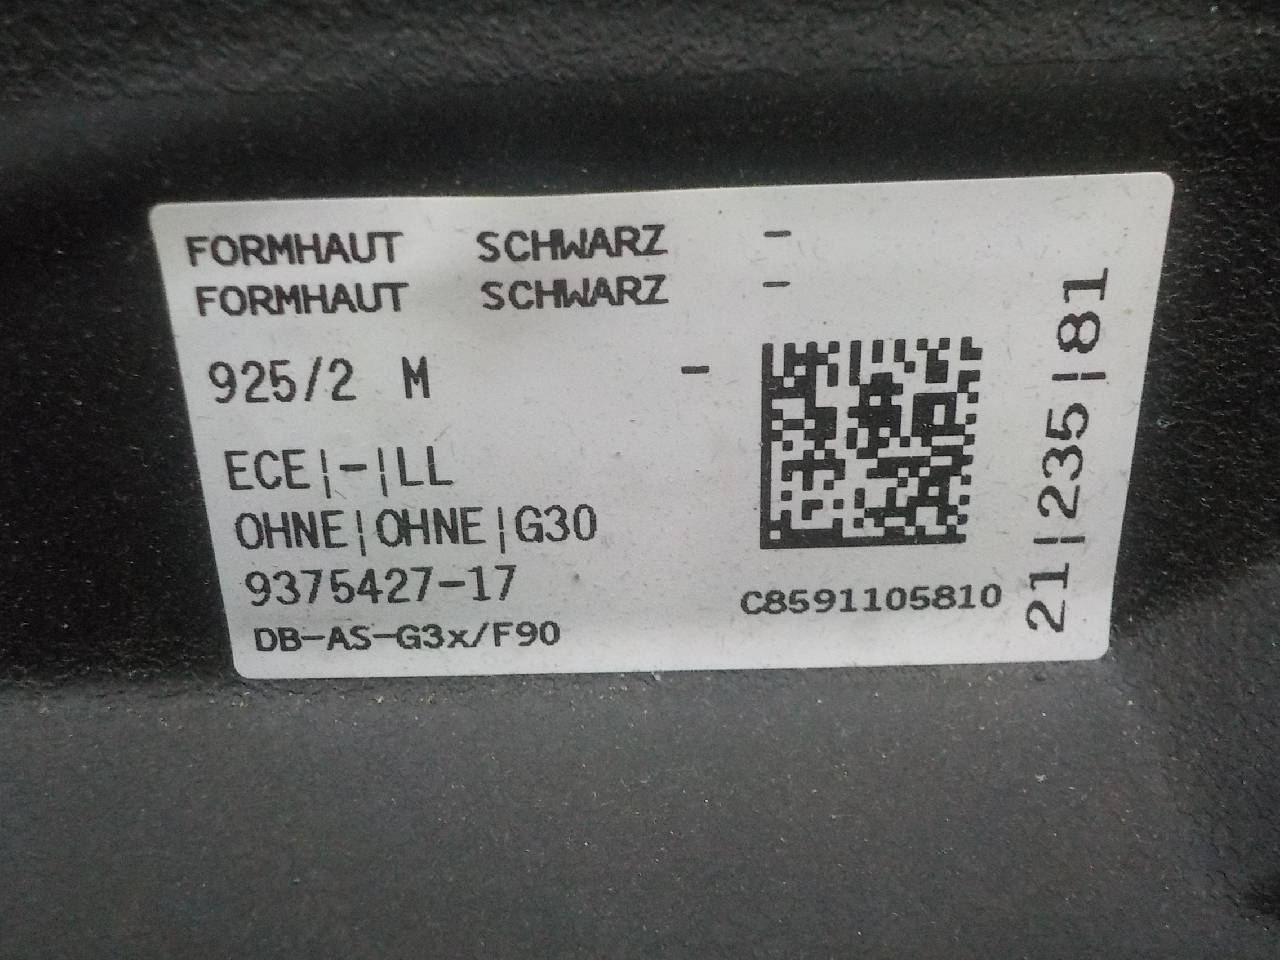 FORMHAUT SCHWARZ -
FORMHAUT SCHWARZ -
925/2 M -
ECE¦-¦LL
OHNE¦OHNE¦G30
9375427-17
DB-AS-G3x/F90
C8591105810
21¦235¦81